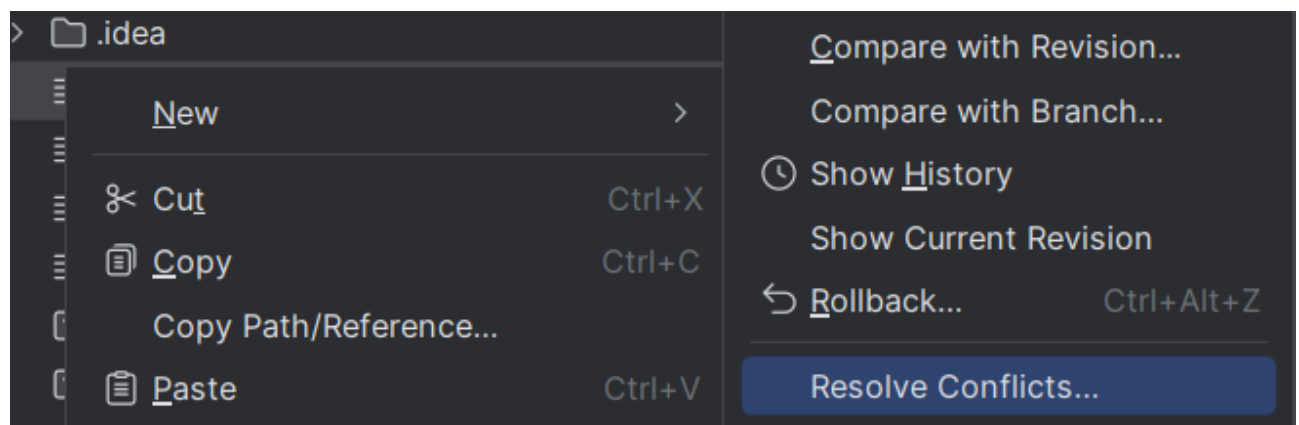 .idea
New
Cut Ctrl+X
Copy Ctrl+C
Copy Path/Reference...
Paste Ctrl+V
Compare with Revision...
Compare with Branch...
Show History
Show Current Revision
Rollback... Ctrl+Alt+Z
Resolve Conflicts...